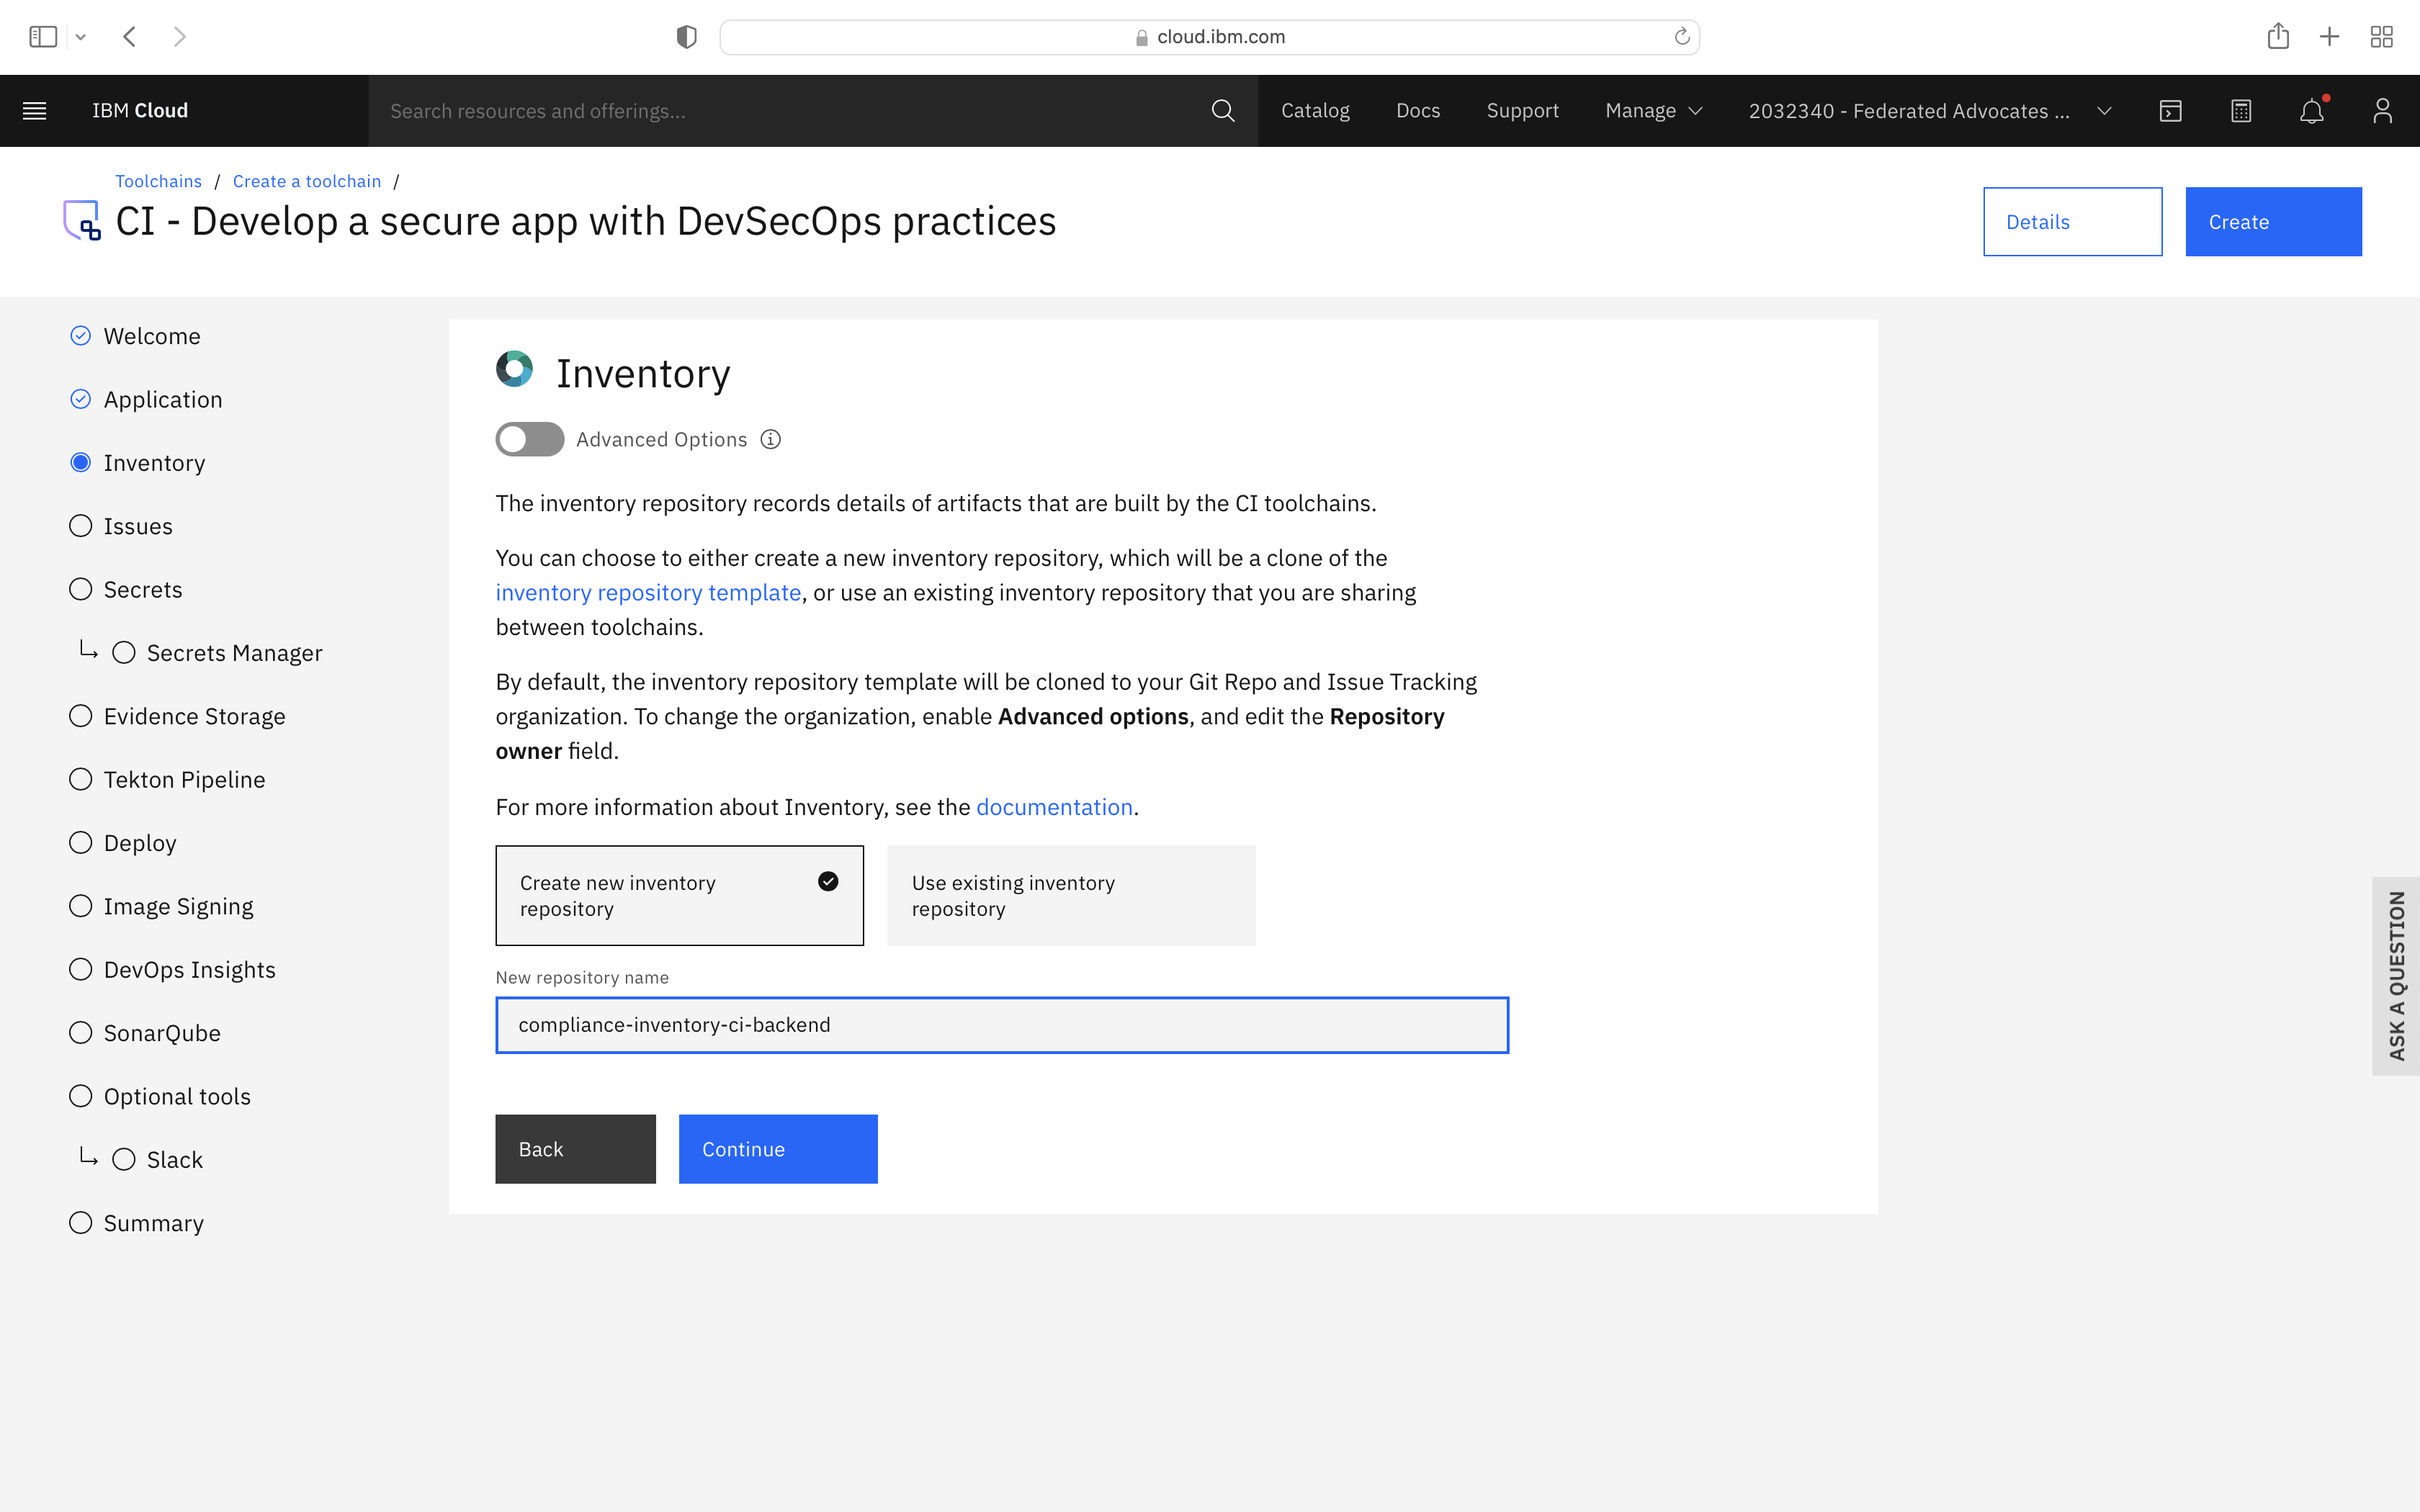 cloud.ibm.com
IBM Cloud
Search resources and offerings...
Catalog
Docs
Support
Manage
2032340 - Federated Advocates ...
Toolchains / Create a toolchain /
CI - Develop a secure app with DevSecOps practices
Details
Create
Welcome
Application
Inventory
Issues
Secrets
Secrets Manager
Evidence Storage
Tekton Pipeline
Deploy
Image Signing
DevOps Insights
SonarQube
Optional tools
Slack
Summary
Inventory
Advanced Options
The inventory repository records details of artifacts that are built by the CI toolchains.
You can choose to either create a new inventory repository, which will be a clone of the
inventory repository template, or use an existing inventory repository that you are sharing
between toolchains.
By default, the inventory repository template will be cloned to your Git Repo and Issue Tracking
organization. To change the organization, enable Advanced options, and edit the Repository
owner field.
For more information about Inventory, see the documentation.
Create new inventory
repository
Use existing inventory
repository
New repository name
compliance-inventory-ci-backend
Back
Continue
ASK A QUESTION